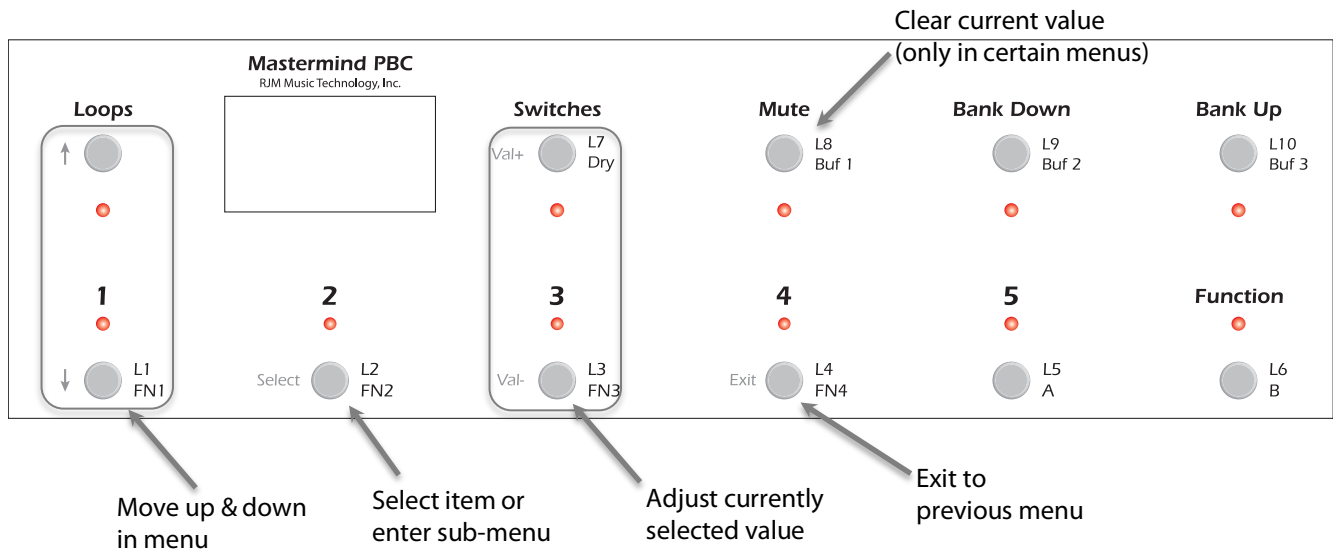 Clear current value
(only in certain menus)
Mastermind PBC
RJM Music Technology, Inc.
Loops
Switches
Mute
Bank Down
Bank Up
↑
Val+
L7
Dry
L8
Buf 1
L9
Buf 2
L10
Buf 3
1
2
3
4
5
Function
↓
L1
FN1
Select
L2
FN2
Val-
L3
FN3
Exit
L4
FN4
L5
A
L6
B
Move up & down
in menu
Select item or
enter sub-menu
Adjust currently
selected value
Exit to
previous menu